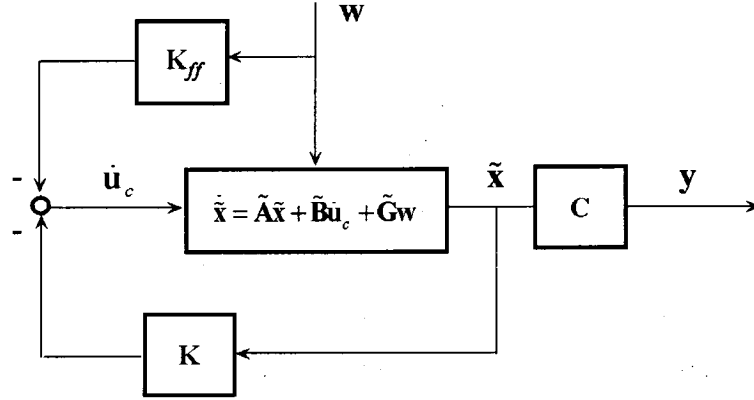 w
K_ff
-
u̇_c
x̃
y
x̃̇ = Ãx̃ + B̃u̇_c + G̃w
C
-
K